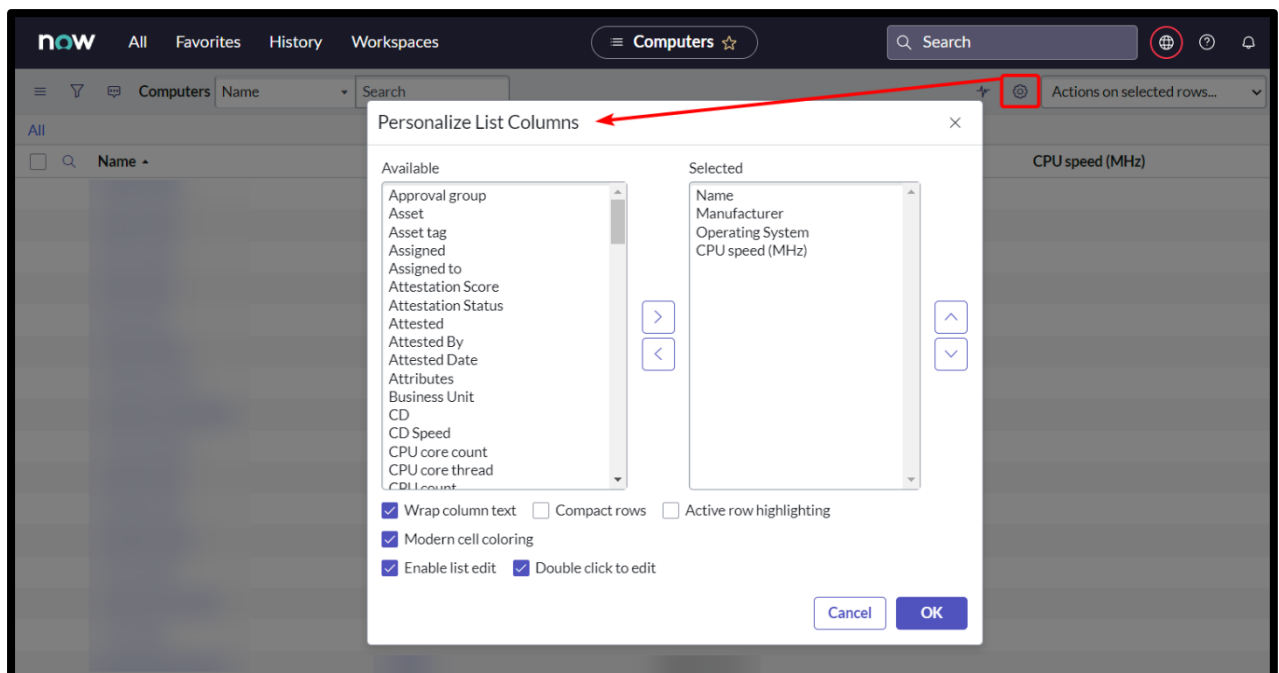 now All Favorites History Workspaces Computers Search
Computers Name Search Actions on selected rows...
All
Name CPU speed (MHz)
Personalize List Columns
Available
Approval group
Asset
Asset tag
Assigned
Assigned to
Attestation Score
Attestation Status
Attested
Attested By
Attested Date
Attributes
Business Unit
CD
CD Speed
CPU core count
CPU core thread
CPU count
Selected
Name
Manufacturer
Operating System
CPU speed (MHz)
Wrap column text Compact rows Active row highlighting
Modern cell coloring
Enable list edit Double click to edit
Cancel OK